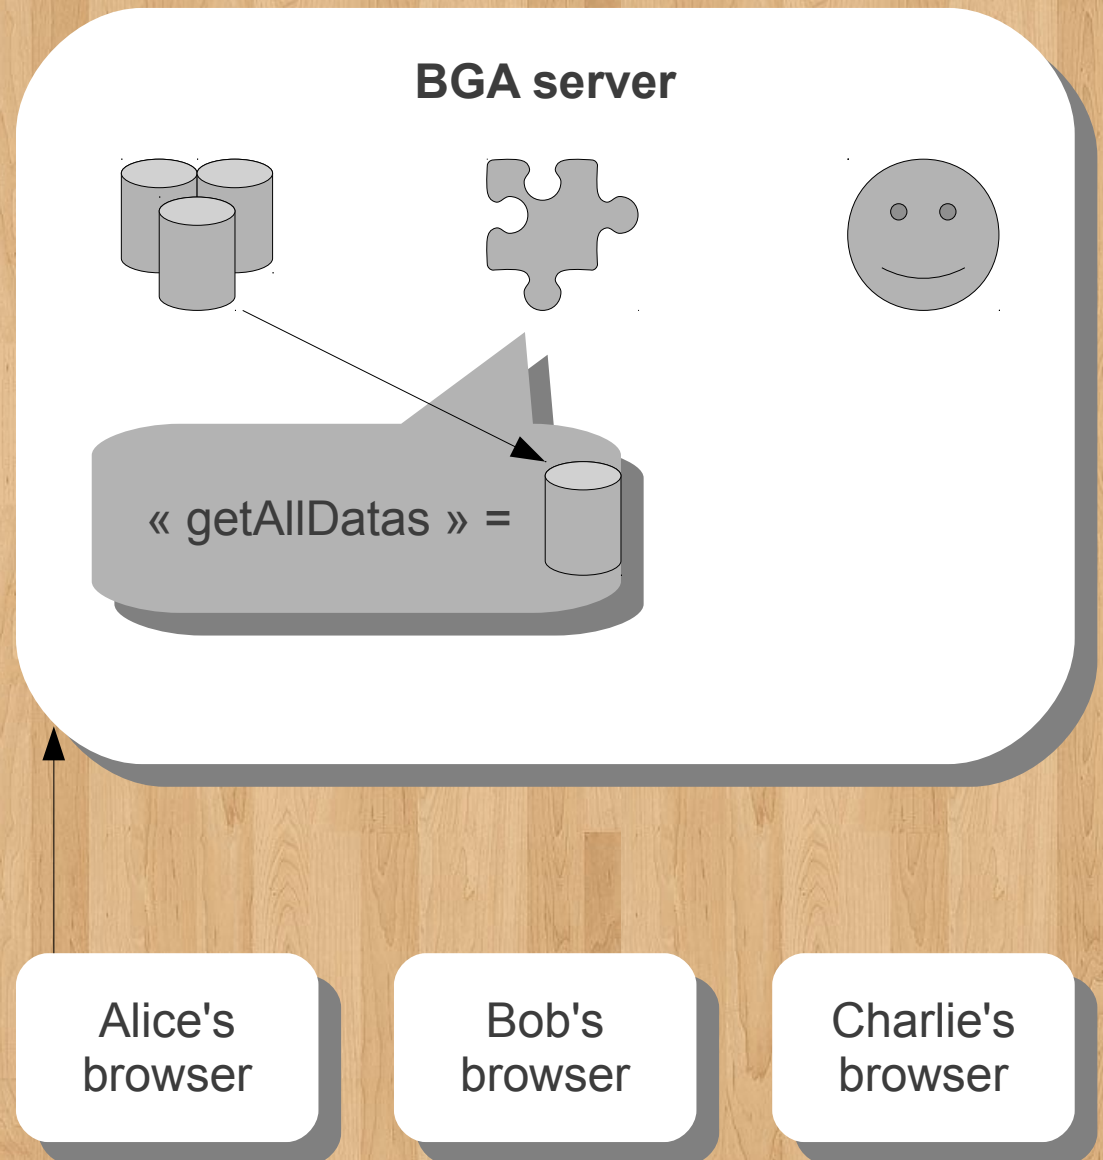 BGA server
« getAllDatas » =
Alice's
browser
Bob's
browser
Charlie's
browser